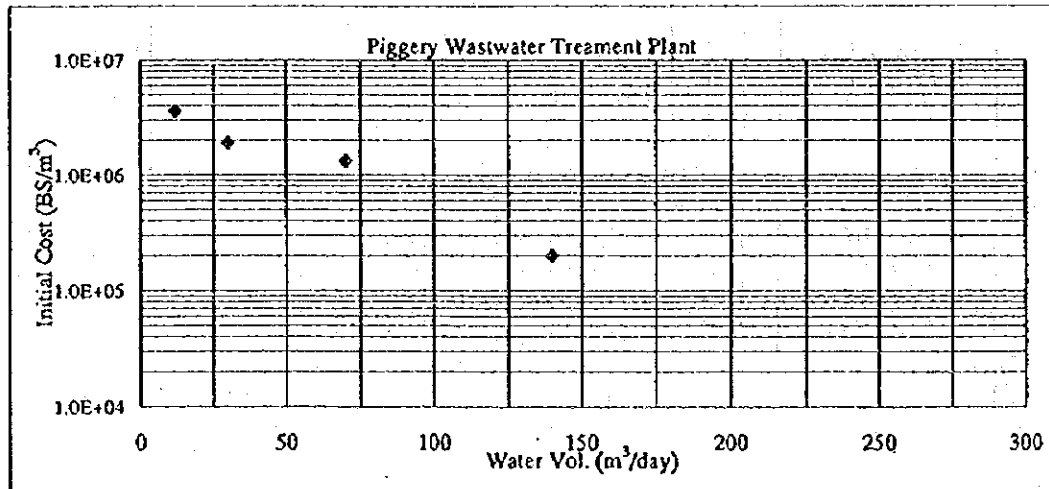 Piggery Wastwater Treament Plant
1.0E+07
1.0E+06
1.0E+05
1.0E+04
Initial Cost (BS/m³)
0 50 100 150 200 250 300
Water Vol. (m³/day)